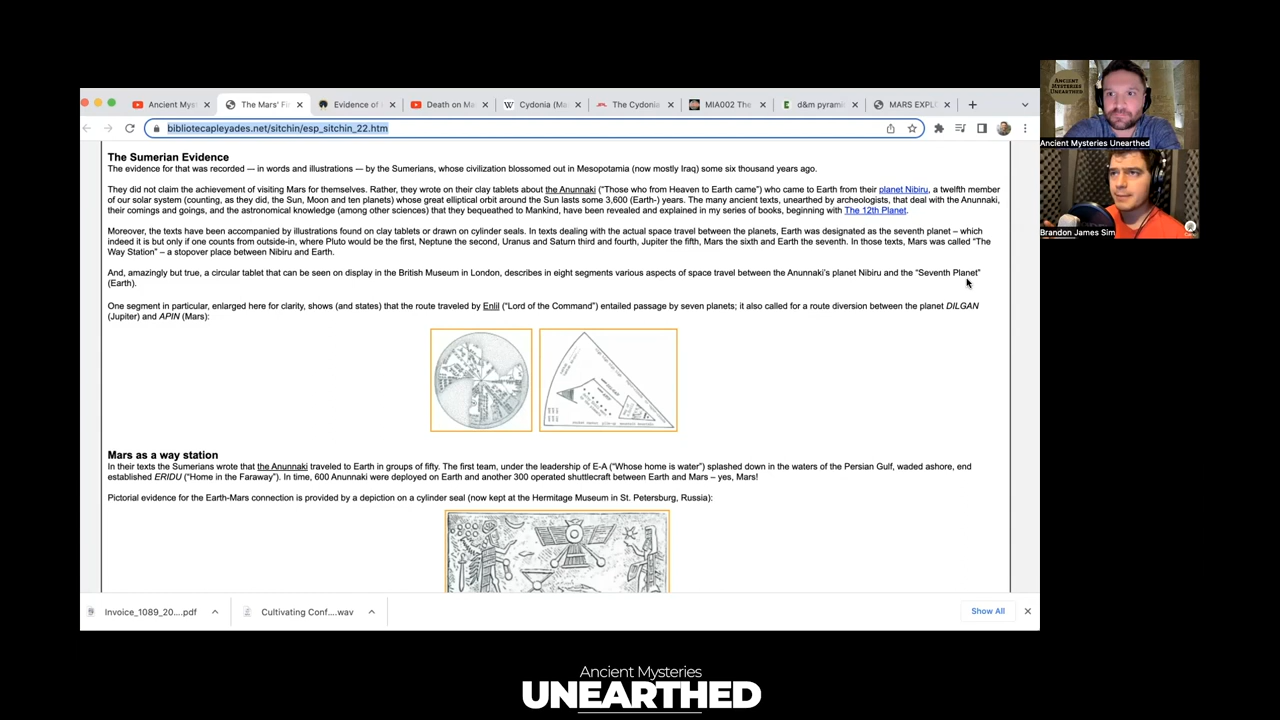 Ancient Mys
The Mars' Fi
Evidence of
Death on Ma
Cydonia (Ma
The Cydonia
MIA002 The
d&m pyrami
MARS EXPL
bibliotecapleyades.net/sitchin/esp_sitchin_22.htm
The Sumerian Evidence
The evidence for that was recorded — in words and illustrations — by the Sumerians, whose civilization blossomed out in Mesopotamia (now mostly Iraq) some six thousand years ago.
They did not claim the achievement of visiting Mars for themselves. Rather, they wrote on their clay tablets about the Anunnaki (“Those who from Heaven to Earth came”) who came to Earth from their planet Nibiru, a twelfth member
of our solar system (counting, as they did, the Sun, Moon and ten planets) whose great elliptical orbit around the Sun lasts some 3,600 (Earth-) years. The many ancient texts, unearthed by archeologists, that deal with the Anunnaki,
their comings and goings, and the astronomical knowledge (among other sciences) that they bequeathed to Mankind, have been revealed and explained in my series of books, beginning with The 12th Planet.
Moreover, the texts have been accompanied by illustrations found on clay tablets or drawn on cylinder seals. In texts dealing with the actual space travel between the planets, Earth was designated as the seventh planet – which
indeed it is but only if one counts from outside-in, where Pluto would be the first, Neptune the second, Uranus and Saturn third and fourth, Jupiter the fifth, Mars the sixth and Earth the seventh. In those texts, Mars was called “The
Way Station” – a stopover place between Nibiru and Earth.
And, amazingly but true, a circular tablet that can be seen on display in the British Museum in London, describes in eight segments various aspects of space travel between the Anunnaki's planet Nibiru and the “Seventh Planet”
(Earth).
One segment in particular, enlarged here for clarity, shows (and states) that the route traveled by Enlil (“Lord of the Command”) entailed passage by seven planets; it also called for a route diversion between the planet DILGAN
(Jupiter) and APIN (Mars):
Mars as a way station
In their texts the Sumerians wrote that the Anunnaki traveled to Earth in groups of fifty. The first team, under the leadership of E-A (“Whose home is water”) splashed down in the waters of the Persian Gulf, waded ashore, end
established ERIDU (“Home in the Faraway”). In time, 600 Anunnaki were deployed on Earth and another 300 operated shuttlecraft between Earth and Mars – yes, Mars!
Pictorial evidence for the Earth-Mars connection is provided by a depiction on a cylinder seal (now kept at the Hermitage Museum in St. Petersburg, Russia):
Invoice_1089_20....pdf
Cultivating Conf....wav
Show All
ANCIENT
MYSTERIES
UNEARTHED
Ancient Mysteries Unearthed
Brandon James Sim
Ancient Mysteries
UNEARTHED